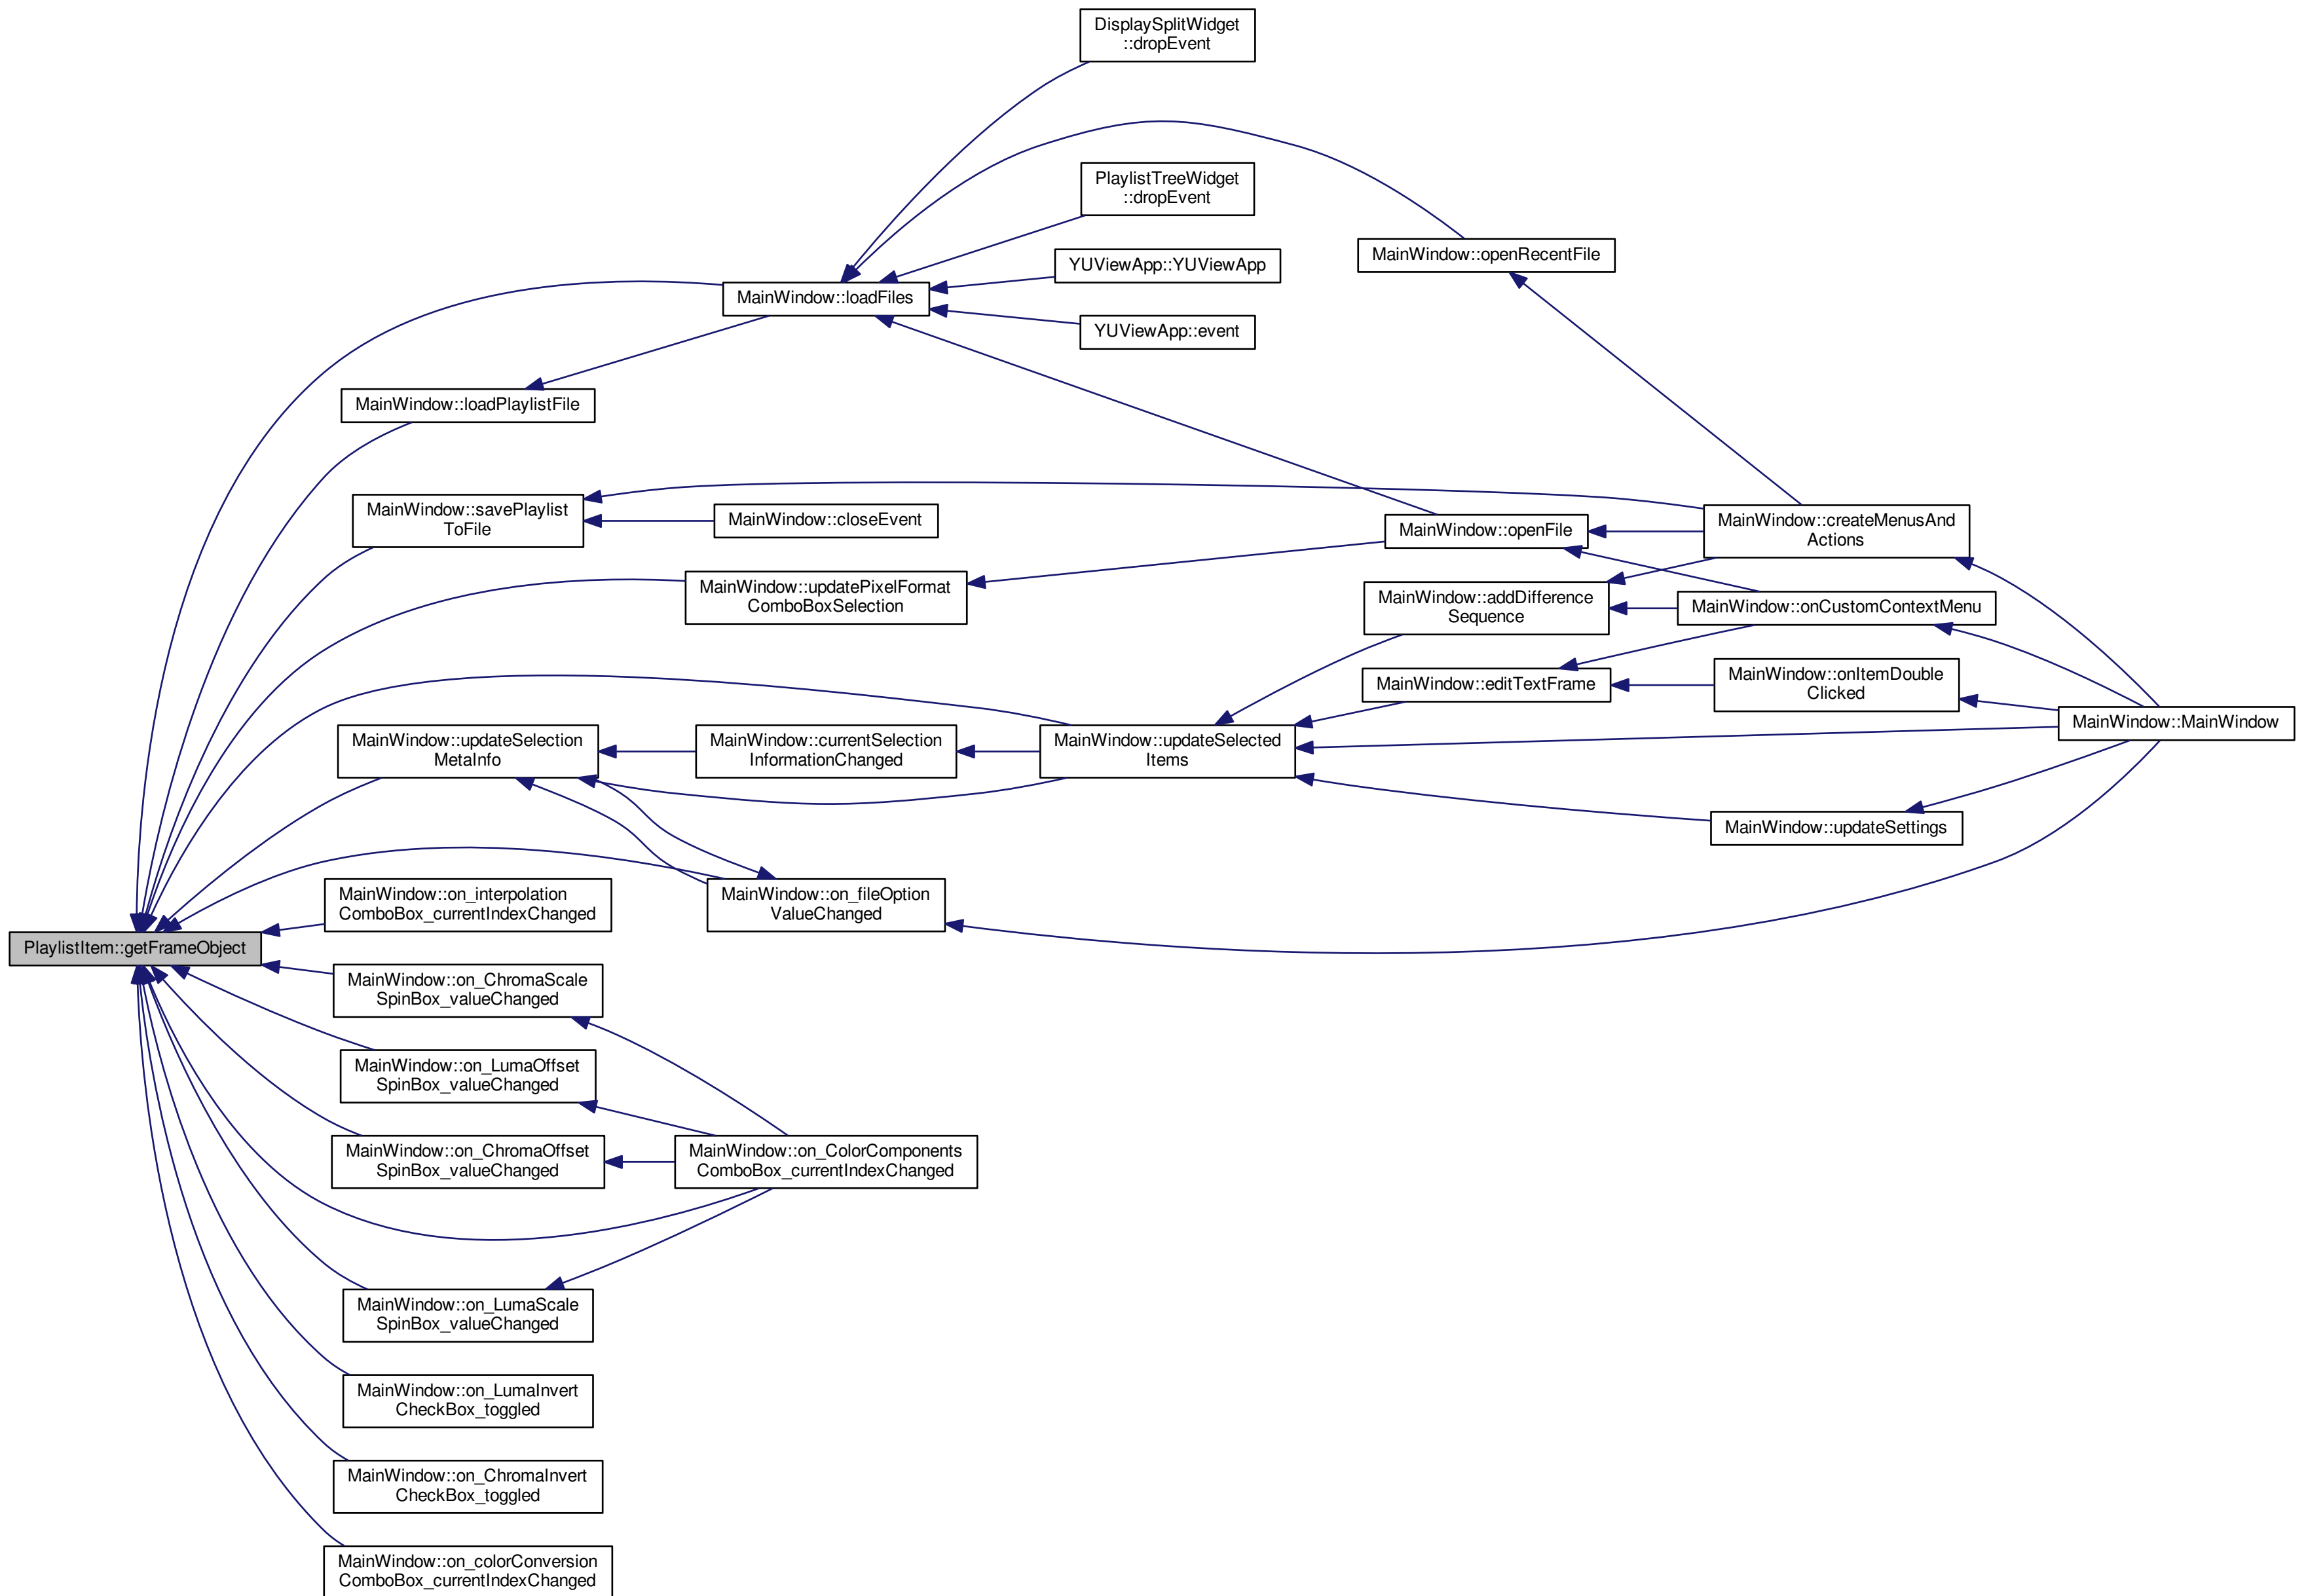 DisplaySplitWidget
::dropEvent
PlaylistTreeWidget
::dropEvent
MainWindow::openRecentFile
YUViewApp::YUViewApp
MainWindow::loadFiles
YUViewApp::event
MainWindow::loadPlaylistFile
MainWindow::savePlaylist
ToFile
MainWindow::closeEvent
MainWindow::openFile
MainWindow::createMenusAnd
Actions
MainWindow::updatePixelFormat
ComboBoxSelection
MainWindow::addDifference
Sequence
MainWindow::onCustomContextMenu
MainWindow::editTextFrame
MainWindow::onItemDouble
Clicked
MainWindow::MainWindow
MainWindow::updateSelection
MetaInfo
MainWindow::currentSelection
InformationChanged
MainWindow::updateSelected
Items
MainWindow::updateSettings
MainWindow::on_interpolation
ComboBox_currentIndexChanged
MainWindow::on_fileOption
ValueChanged
PlaylistItem::getFrameObject
MainWindow::on_ChromaScale
SpinBox_valueChanged
MainWindow::on_LumaOffset
SpinBox_valueChanged
MainWindow::on_ChromaOffset
SpinBox_valueChanged
MainWindow::on_ColorComponents
ComboBox_currentIndexChanged
MainWindow::on_LumaScale
SpinBox_valueChanged
MainWindow::on_LumaInvert
CheckBox_toggled
MainWindow::on_ChromaInvert
CheckBox_toggled
MainWindow::on_colorConversion
ComboBox_currentIndexChanged